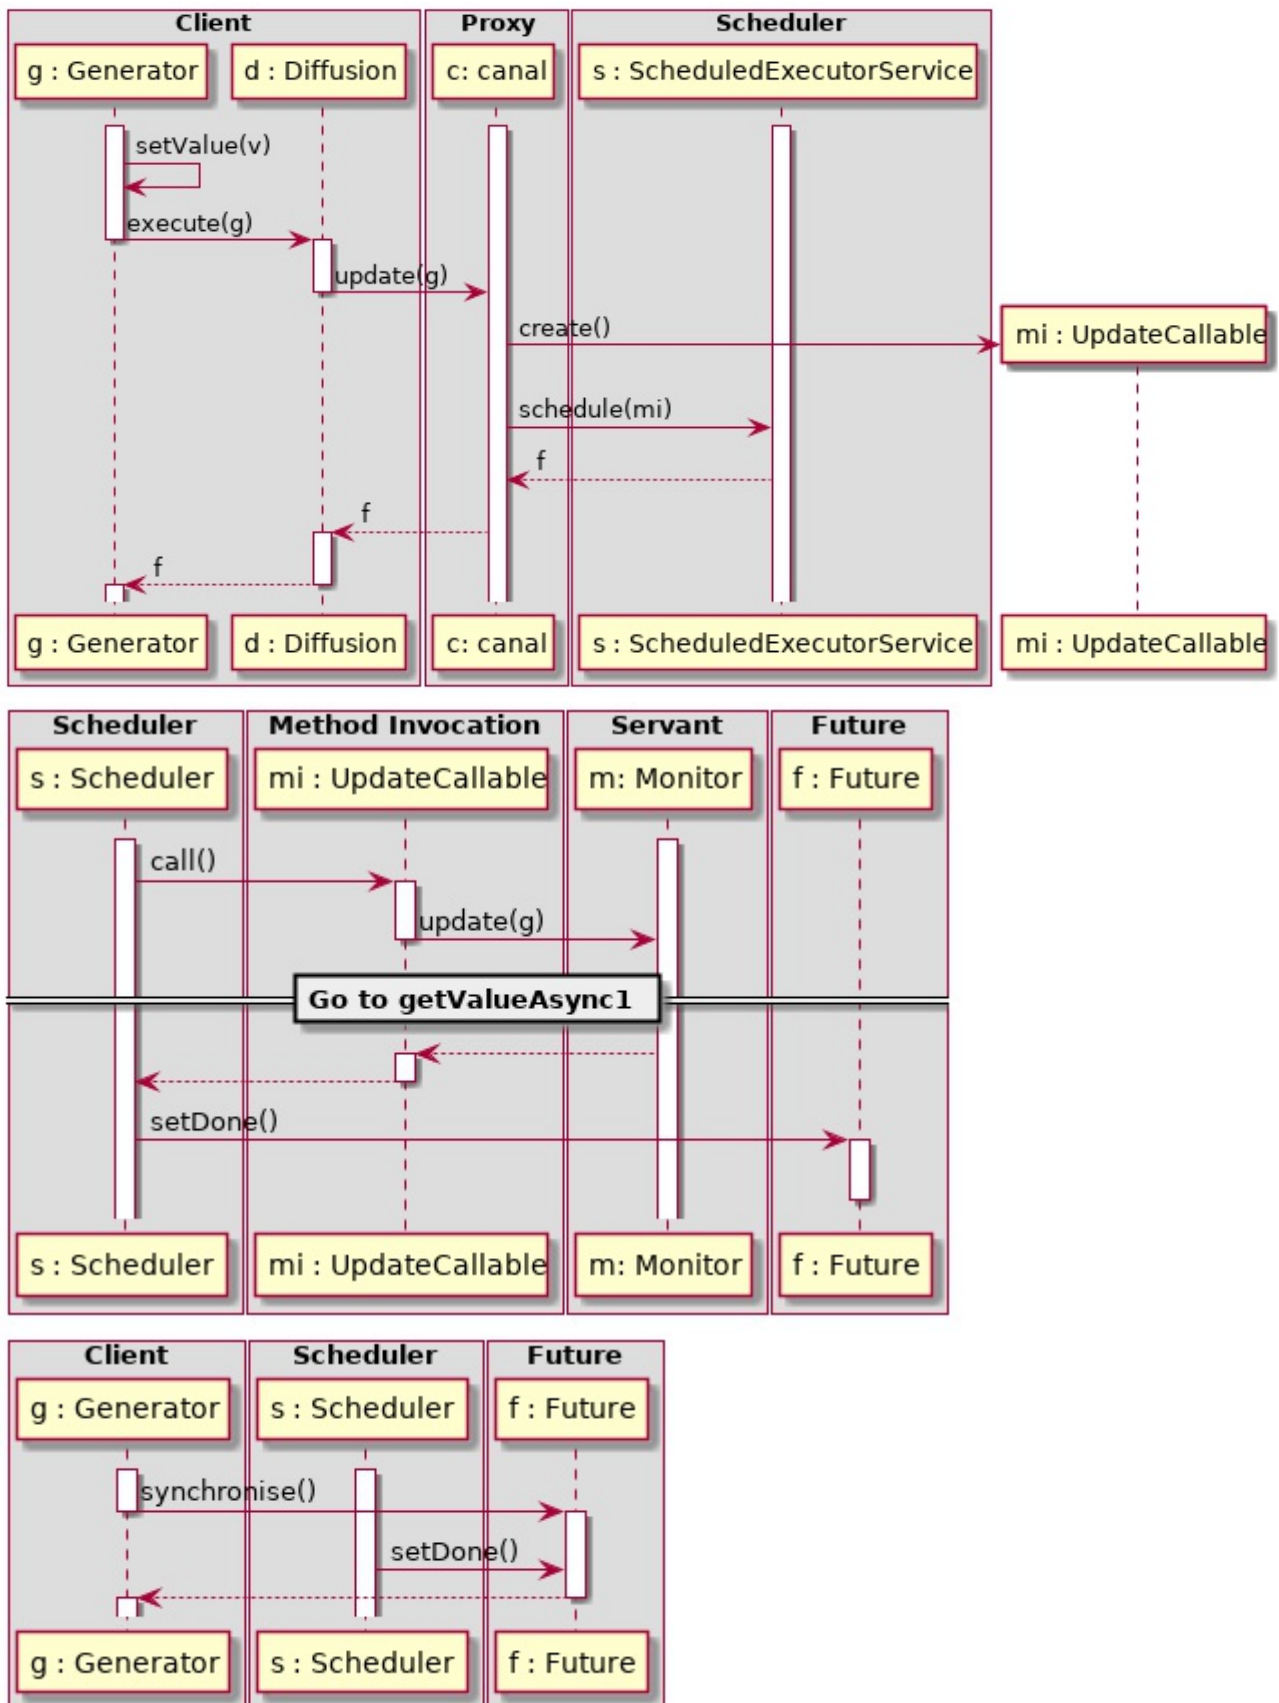 Client Proxy Scheduler
g : Generator d : Diffusion c: canal s : ScheduledExecutorService
setValue(v)
execute(g)
update(g)
create()
mi : UpdateCallable
schedule(mi)
f
f
f
g : Generator d : Diffusion c: canal s : ScheduledExecutorService mi : UpdateCallable
Scheduler Method Invocation Servant Future
s : Scheduler mi : UpdateCallable m: Monitor f : Future
call()
update(g)
Go to getValueAsync1
setDone()
s : Scheduler mi : UpdateCallable m: Monitor f : Future
Client Scheduler Future
g : Generator s : Scheduler f : Future
synchronise()
setDone()
g : Generator s : Scheduler f : Future